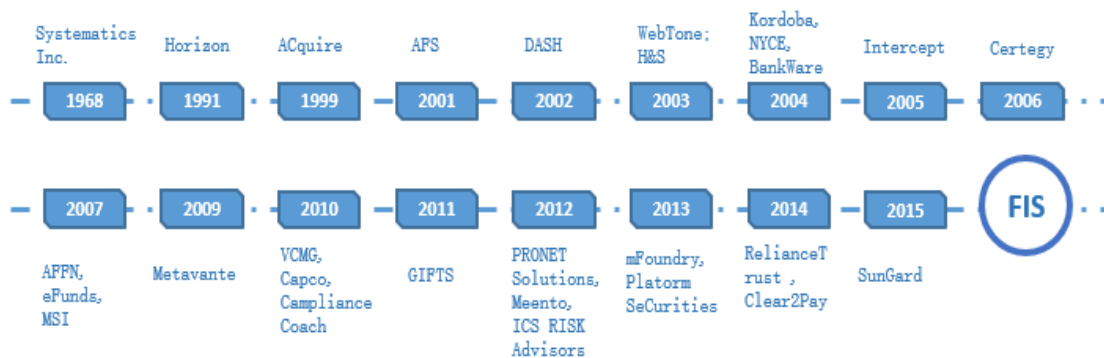 Systematics
Inc.
Horizon
ACquire
AFS
DASH
WebTone;
H&S
Kordoba,
NYCE,
BankWare
Intercept
Certegy
1968
1991
1999
2001
2002
2003
2004
2005
2006
2007
2009
2010
2011
2012
2013
2014
2015
FIS
AFFN,
eFunds,
MSI
Metavante
VCMG,
Capco,
Campliance
Coach
GIFTS
PRONET
Solutions,
Meento,
ICS RISK
Advisors
mFoundry,
Platorm
SeCurities
RelianceT
rust ,
Clear2Pay
SunGard